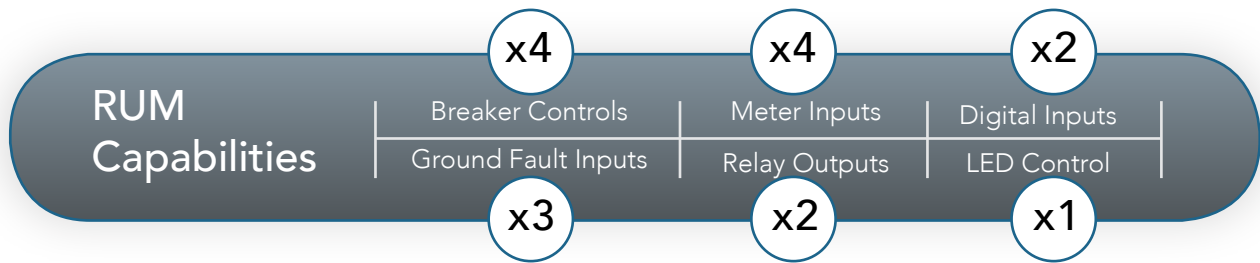 x4
x4
x2
RUM
Capabilities
Breaker Controls
Meter Inputs
Digital Inputs
Ground Fault Inputs
Relay Outputs
LED Control
x3
x2
x1